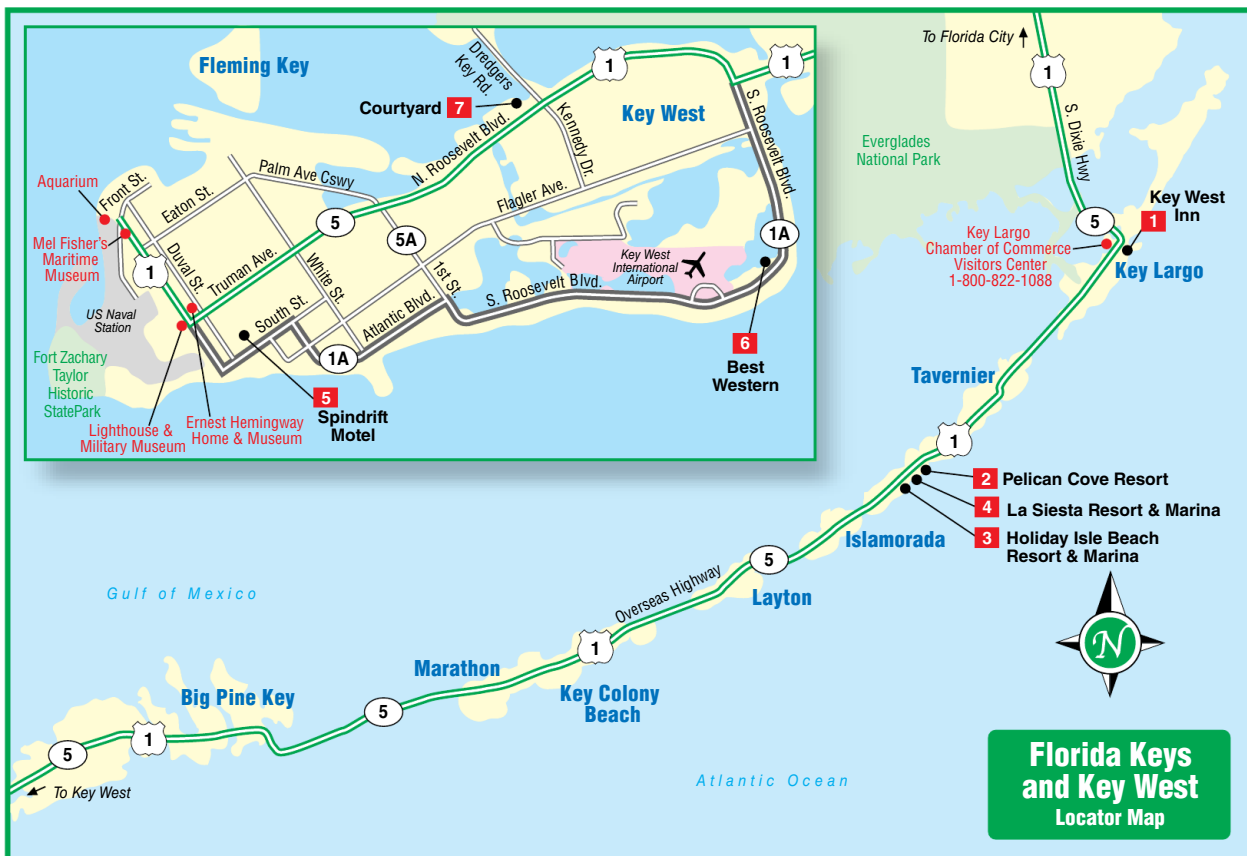 Fleming Key
Dredgers
Key Rd.
1
1
Courtyard 7
Key West
Kennedy Dr.
S. Roosevelt Blvd.
N. Roosevelt Blvd.
Palm Ave Cswy
Flagler Ave.
Aquarium
Front St.
Eaton St.
5
5A
1A
Mel Fisher's
Maritime
Museum
1
Duval St.
Truman Ave.
White St.
1st St.
Key West
International
Airport
US Naval
Station
South St.
Atlantic Blvd.
S. Roosevelt Blvd.
1A
Fort Zachary
Taylor
Historic
StatePark
6
Best
Western
5
Spindrift
Motel
Lighthouse &
Military Museum
Ernest Hemingway
Home & Museum
To Florida City
1
S. Dixie Hwy
Everglades
National Park
Key West
Inn
1
5
Key Largo
Chamber of Commerce
Visitors Center
1-800-822-1088
Key Largo
Tavernier
1
2 Pelican Cove Resort
4 La Siesta Resort & Marina
3 Holiday Isle Beach
Resort & Marina
Islamorada
5
Layton
Overseas Highway
Gulf of Mexico
1
Marathon
Key Colony
Beach
Big Pine Key
5
1
5
To Key West
Atlantic Ocean
N
Florida Keys
and Key West
Locator Map